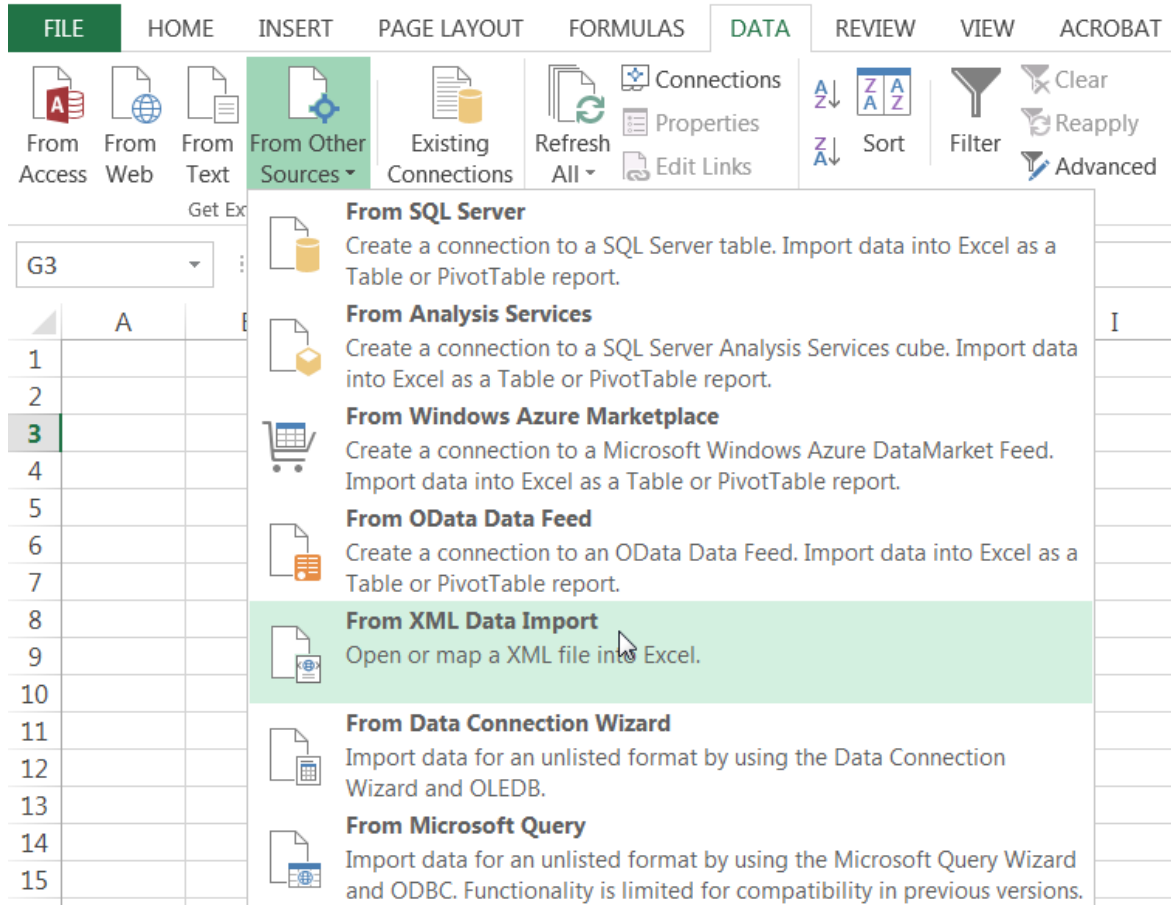 FILE HOME INSERT PAGE LAYOUT FORMULAS DATA REVIEW VIEW ACROBAT
From Access
From Web
From Text
From Other Sources
Existing Connections
Refresh All
Connections
Properties
Edit Links
A Z
Z A
Z A A Z
Sort
Filter
Clear
Reapply
Advanced
Get Ex
G3
A
I
1
2
3
4
5
6
7
8
9
10
11
12
13
14
15
From SQL Server
Create a connection to a SQL Server table. Import data into Excel as a
Table or PivotTable report.
From Analysis Services
Create a connection to a SQL Server Analysis Services cube. Import data
into Excel as a Table or PivotTable report.
From Windows Azure Marketplace
Create a connection to a Microsoft Windows Azure DataMarket Feed.
Import data into Excel as a Table or PivotTable report.
From OData Data Feed
Create a connection to an OData Data Feed. Import data into Excel as a
Table or PivotTable report.
From XML Data Import
Open or map a XML file into Excel.
From Data Connection Wizard
Import data for an unlisted format by using the Data Connection
Wizard and OLEDB.
From Microsoft Query
Import data for an unlisted format by using the Microsoft Query Wizard
and ODBC. Functionality is limited for compatibility in previous versions.